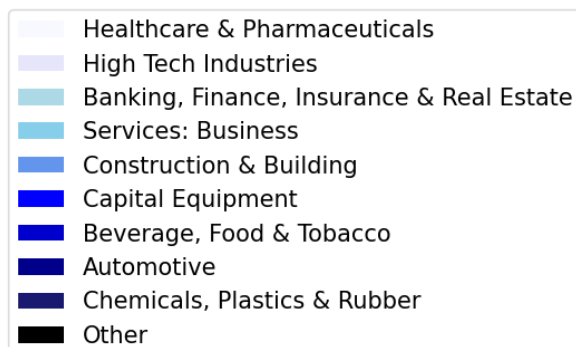 Healthcare & Pharmaceuticals
High Tech Industries
Banking, Finance, Insurance & Real Estate
Services: Business
Construction & Building
Capital Equipment
Beverage, Food & Tobacco
Automotive
Chemicals, Plastics & Rubber
Other